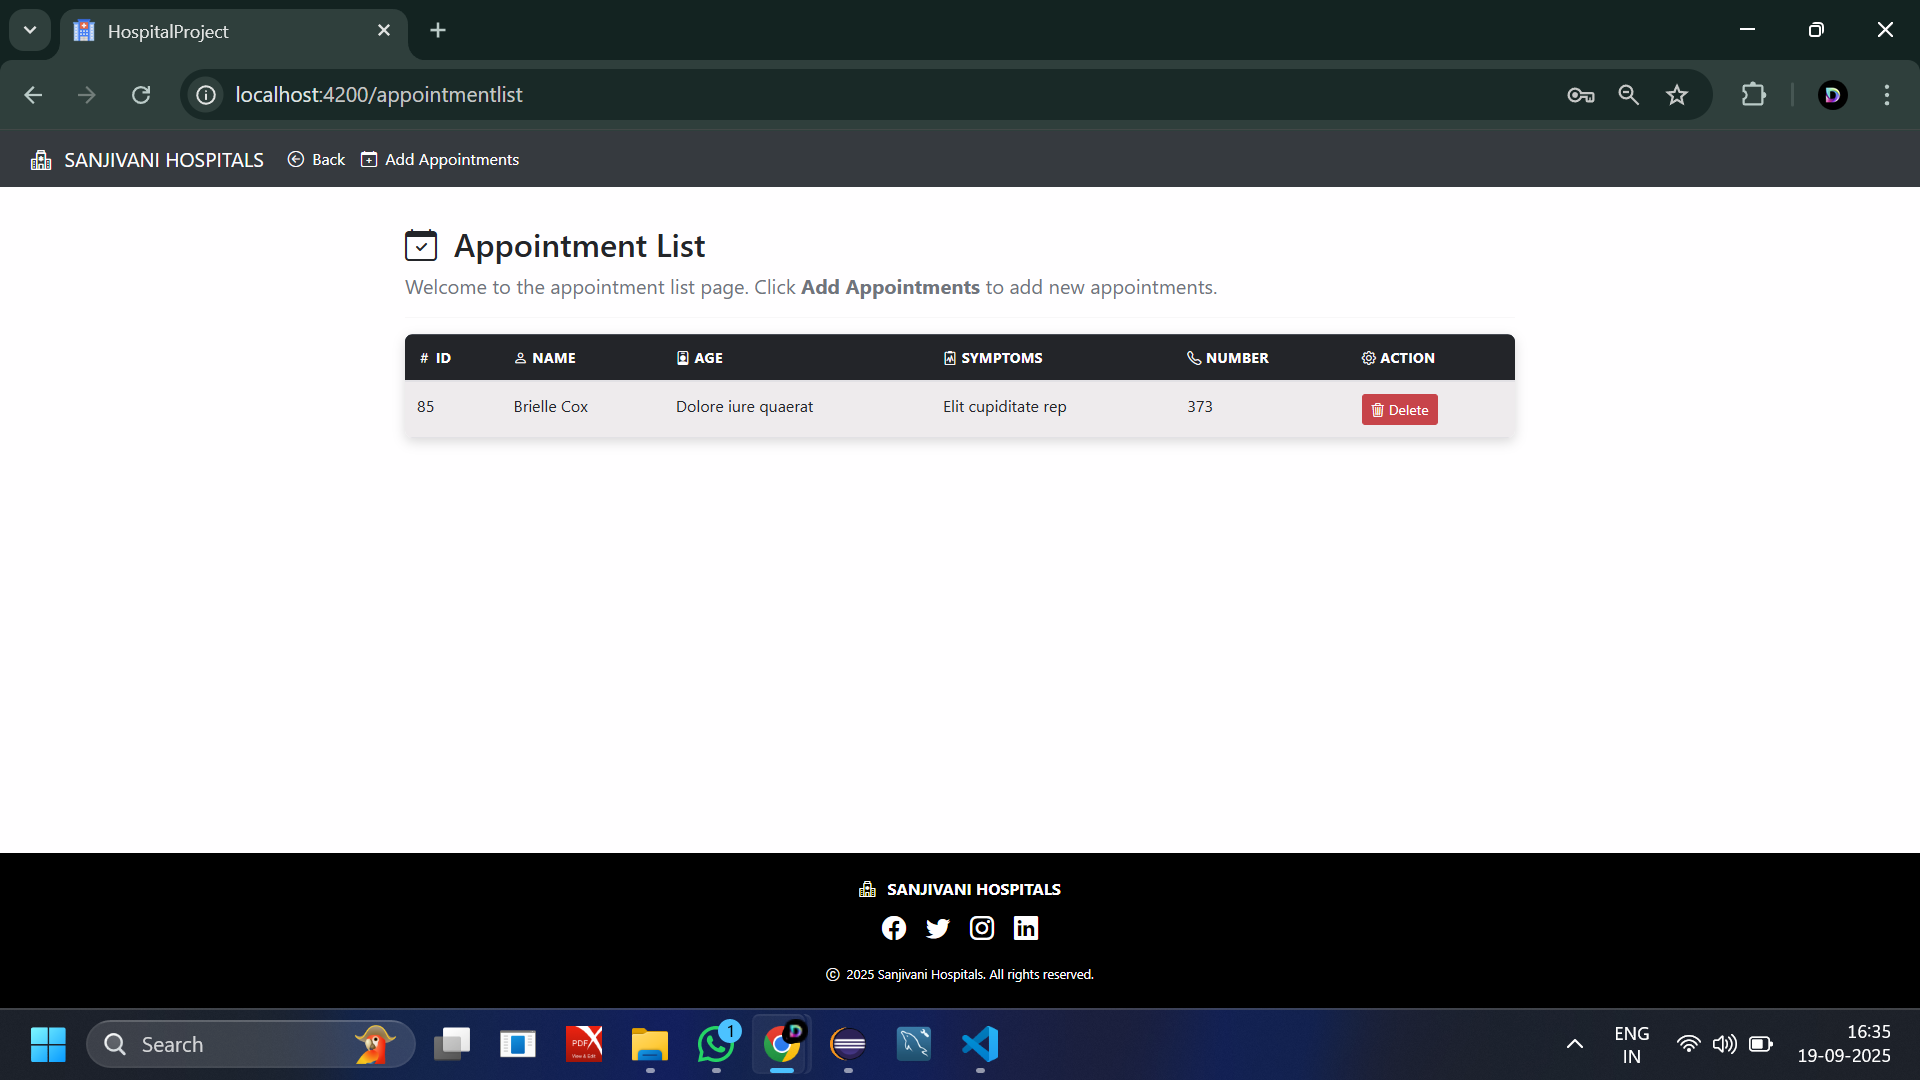 HospitalProject
localhost:4200/appointmentlist
SANJIVANI HOSPITALS Back Add Appointments
Appointment List
Welcome to the appointment list page. Click Add Appointments to add new appointments.
# ID NAME AGE SYMPTOMS NUMBER ACTION
85 Brielle Cox Dolore iure quaerat Elit cupiditate rep 373 Delete
SANJIVANI HOSPITALS
© 2025 Sanjivani Hospitals. All rights reserved.
Search
PDF X
View & Edit
1
ENG
IN
16:35
19-09-2025